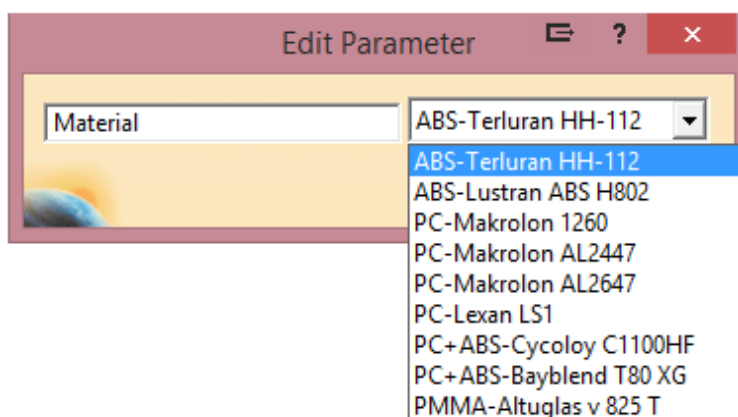 Edit Parameter ?
Material ABS-Terluran HH-112
ABS-Terluran HH-112
ABS-Lustran ABS H802
PC-Makrolon 1260
PC-Makrolon AL2447
PC-Makrolon AL2647
PC-Lexan LS1
PC+ABS-Cycoloy C1100HF
PC+ABS-Bayblend T80 XG
PMMA-Altuglas v 825 T